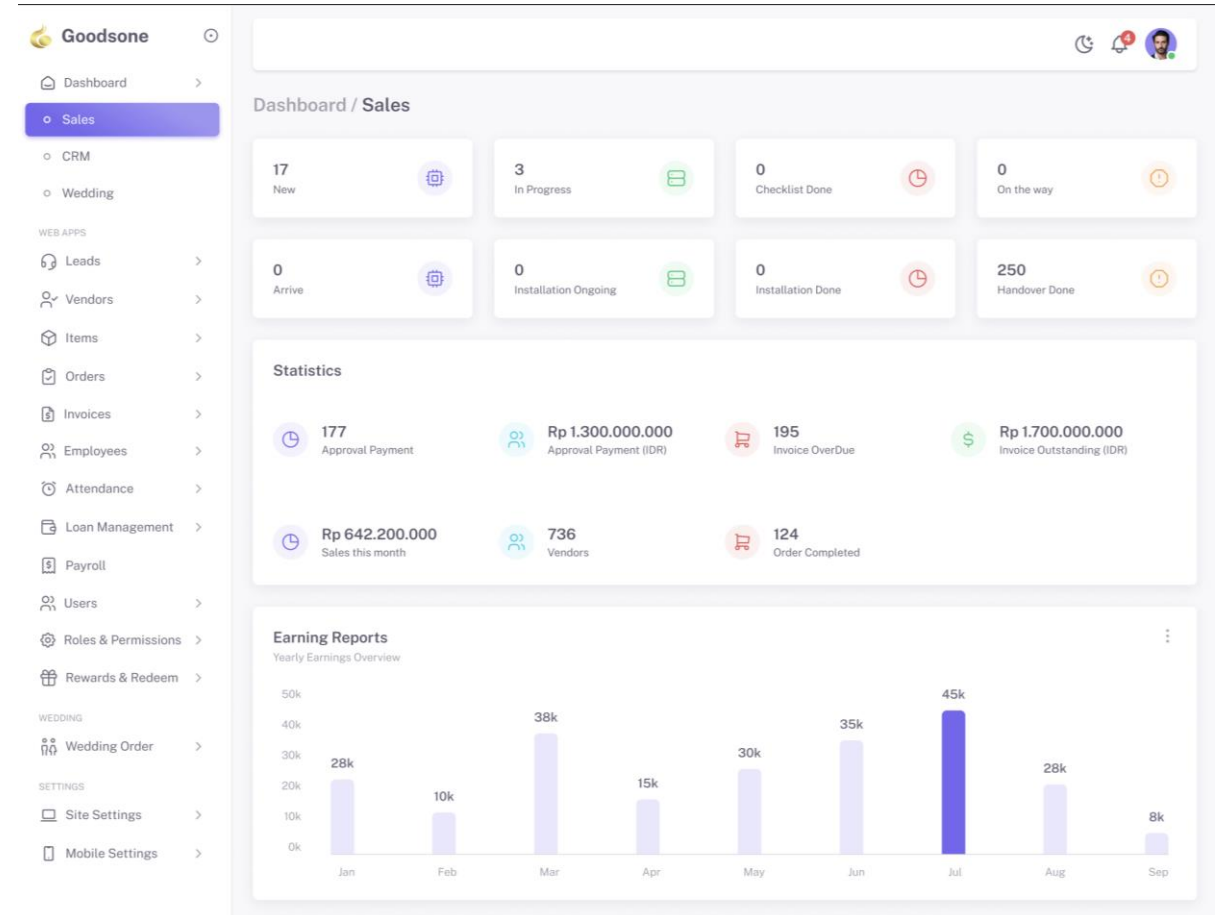 Goodsone
4
Dashboard
Sales
CRM
Wedding
WEB APPS
Leads
Vendors
Items
Orders
Invoices
Employees
Attendance
Loan Management
Payroll
Users
Roles & Permissions
Rewards & Redeem
WEDDING
Wedding Order
SETTINGS
Site Settings
Mobile Settings
Dashboard / Sales
17
New
3
In Progress
0
Checklist Done
0
On the way
0
Arrive
0
Installation Ongoing
0
Installation Done
250
Handover Done
Statistics
177
Approval Payment
Rp 1.300.000.000
Approval Payment (IDR)
195
Invoice OverDue
$
Rp 1.700.000.000
Invoice Outstanding (IDR)
Rp 642.200.000
Sales this month
736
Vendors
124
Order Completed
Earning Reports
Yearly Earnings Overview
50k
40k
30k
20k
10k
0k
28k
10k
38k
15k
30k
35k
45k
28k
8k
Jan Feb Mar Apr May Jun Jul Aug Sep